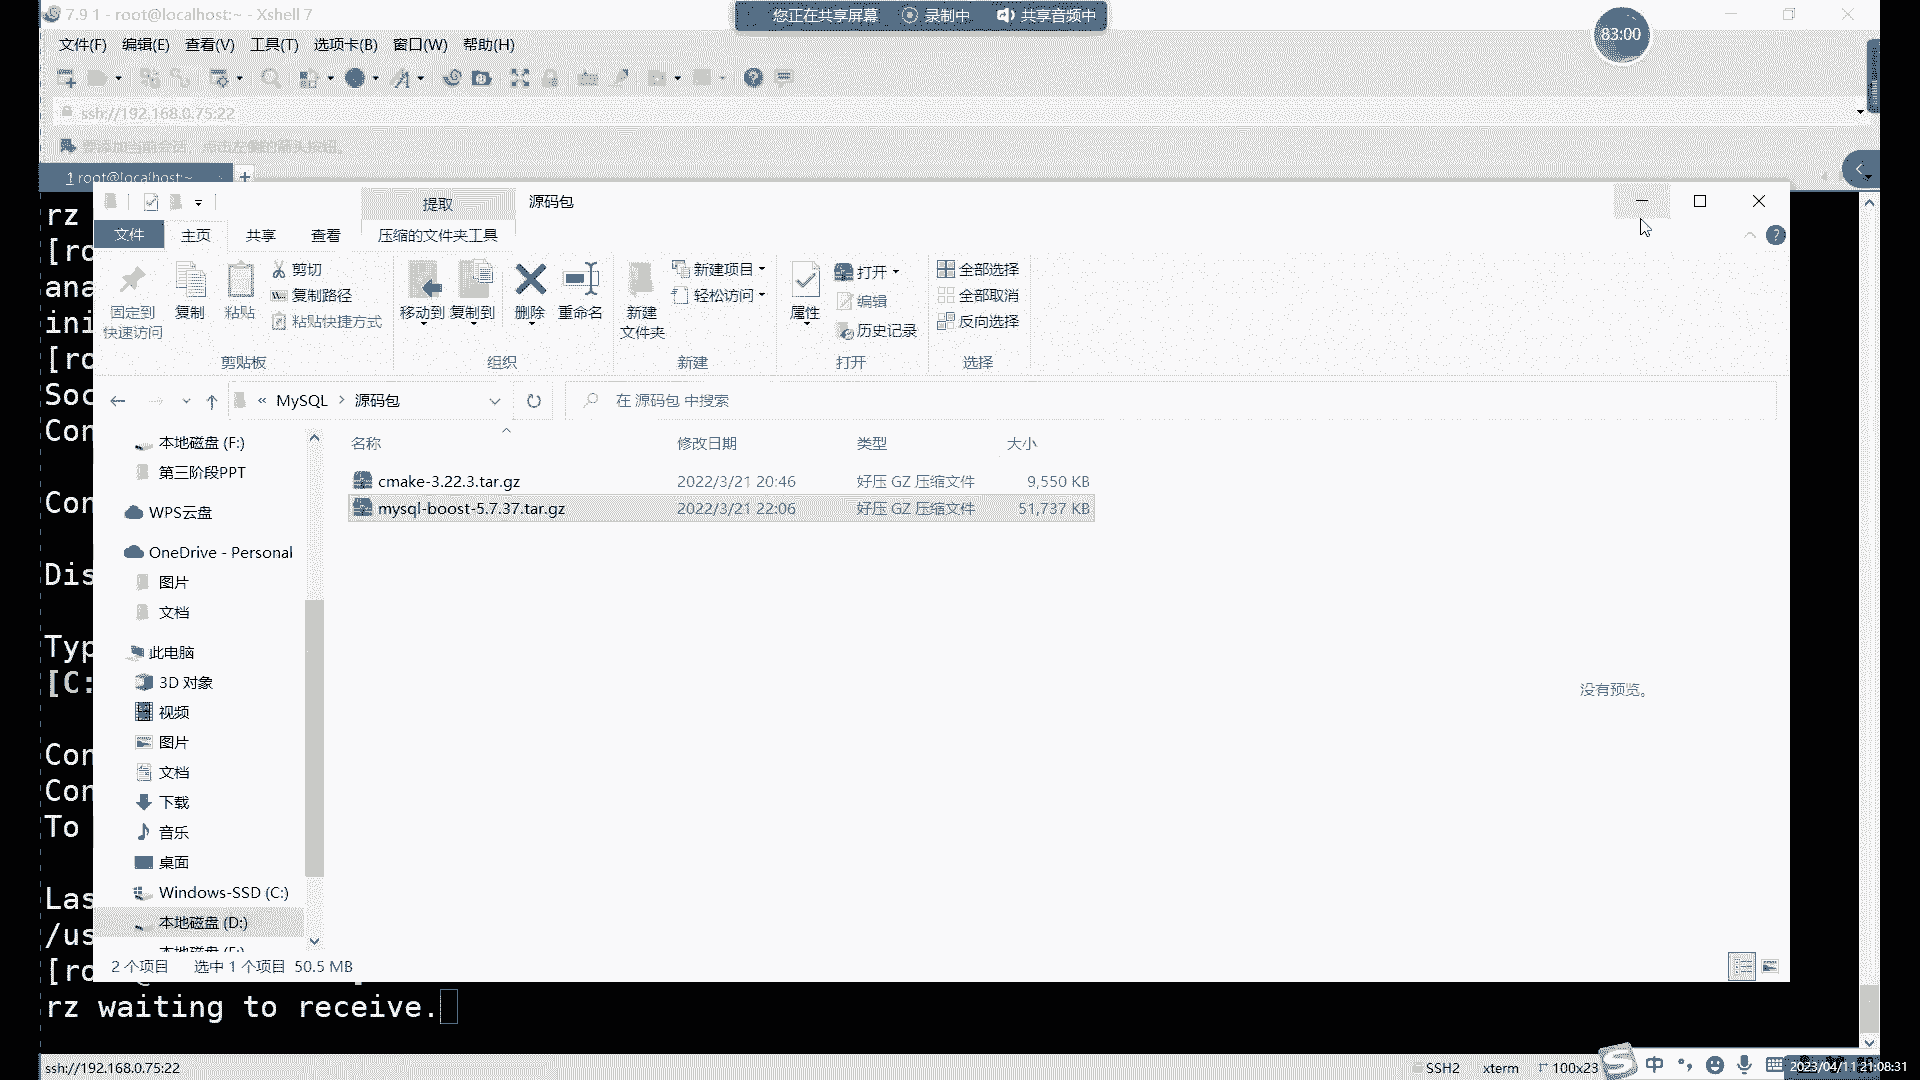 7.9 1 - root@localhost:~ - Xshell 7
您正在共享屏幕 录制中 共享音频中
83:00
文件(F) 编辑(E) 查看(V) 工具(T) 选项卡(B) 窗口(W) 帮助(H)
ssh://192.168.0.75:22
要添加当前会话，点击左侧的箭头按钮。
1 root@localhost:~ +
提取 源码包
文件 主页 共享 查看 压缩的文件夹工具
固定到快速访问
复制
粘贴
剪切
复制路径
粘贴快捷方式
剪贴板
移动到 复制到 删除 重命名
组织
新建文件夹
新建项目
轻松访问
新建
属性
打开
编辑
历史记录
打开
全部选择
全部取消
反向选择
选择
« MySQL > 源码包
在 源码包 中搜索
本地磁盘 (F:)
第三阶段PPT
WPS云盘
OneDrive - Personal
图片
文档
此电脑
3D 对象
视频
图片
文档
下载
音乐
桌面
Windows-SSD (C:)
本地磁盘 (D:)
名称 修改日期 类型 大小
cmake-3.22.3.tar.gz 2022/3/21 20:46 好压 GZ 压缩文件 9,550 KB
mysql-boost-5.7.37.tar.gz 2022/3/21 22:06 好压 GZ 压缩文件 51,737 KB
没有预览。
2 个项目 选中 1 个项目 50.5 MB
rz
[ro
ana
ini
[ro
Soc
Con
Con
Dis
Typ
[C:
Con
Con
To
Las
/us
[ro
rz waiting to receive.
ssh://192.168.0.75:22 SSH2 xterm 100x23
中
2023/04/11 21:08:31